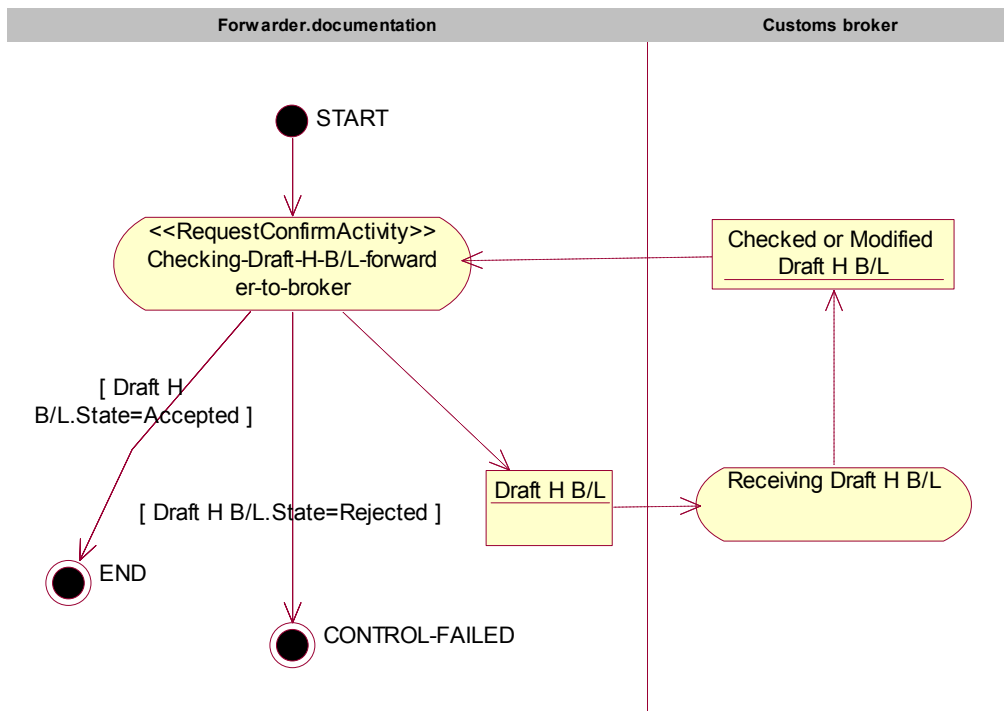 Forwarder.documentation
Customs broker
START
<<RequestConfirmActivity>>
Checking-Draft-H-B/L-forward
er-to-broker
Checked or Modified
Draft H B/L
[ Draft H
B/L.State=Accepted ]
Draft H B/L
Receiving Draft H B/L
[ Draft H B/L.State=Rejected ]
END
CONTROL-FAILED